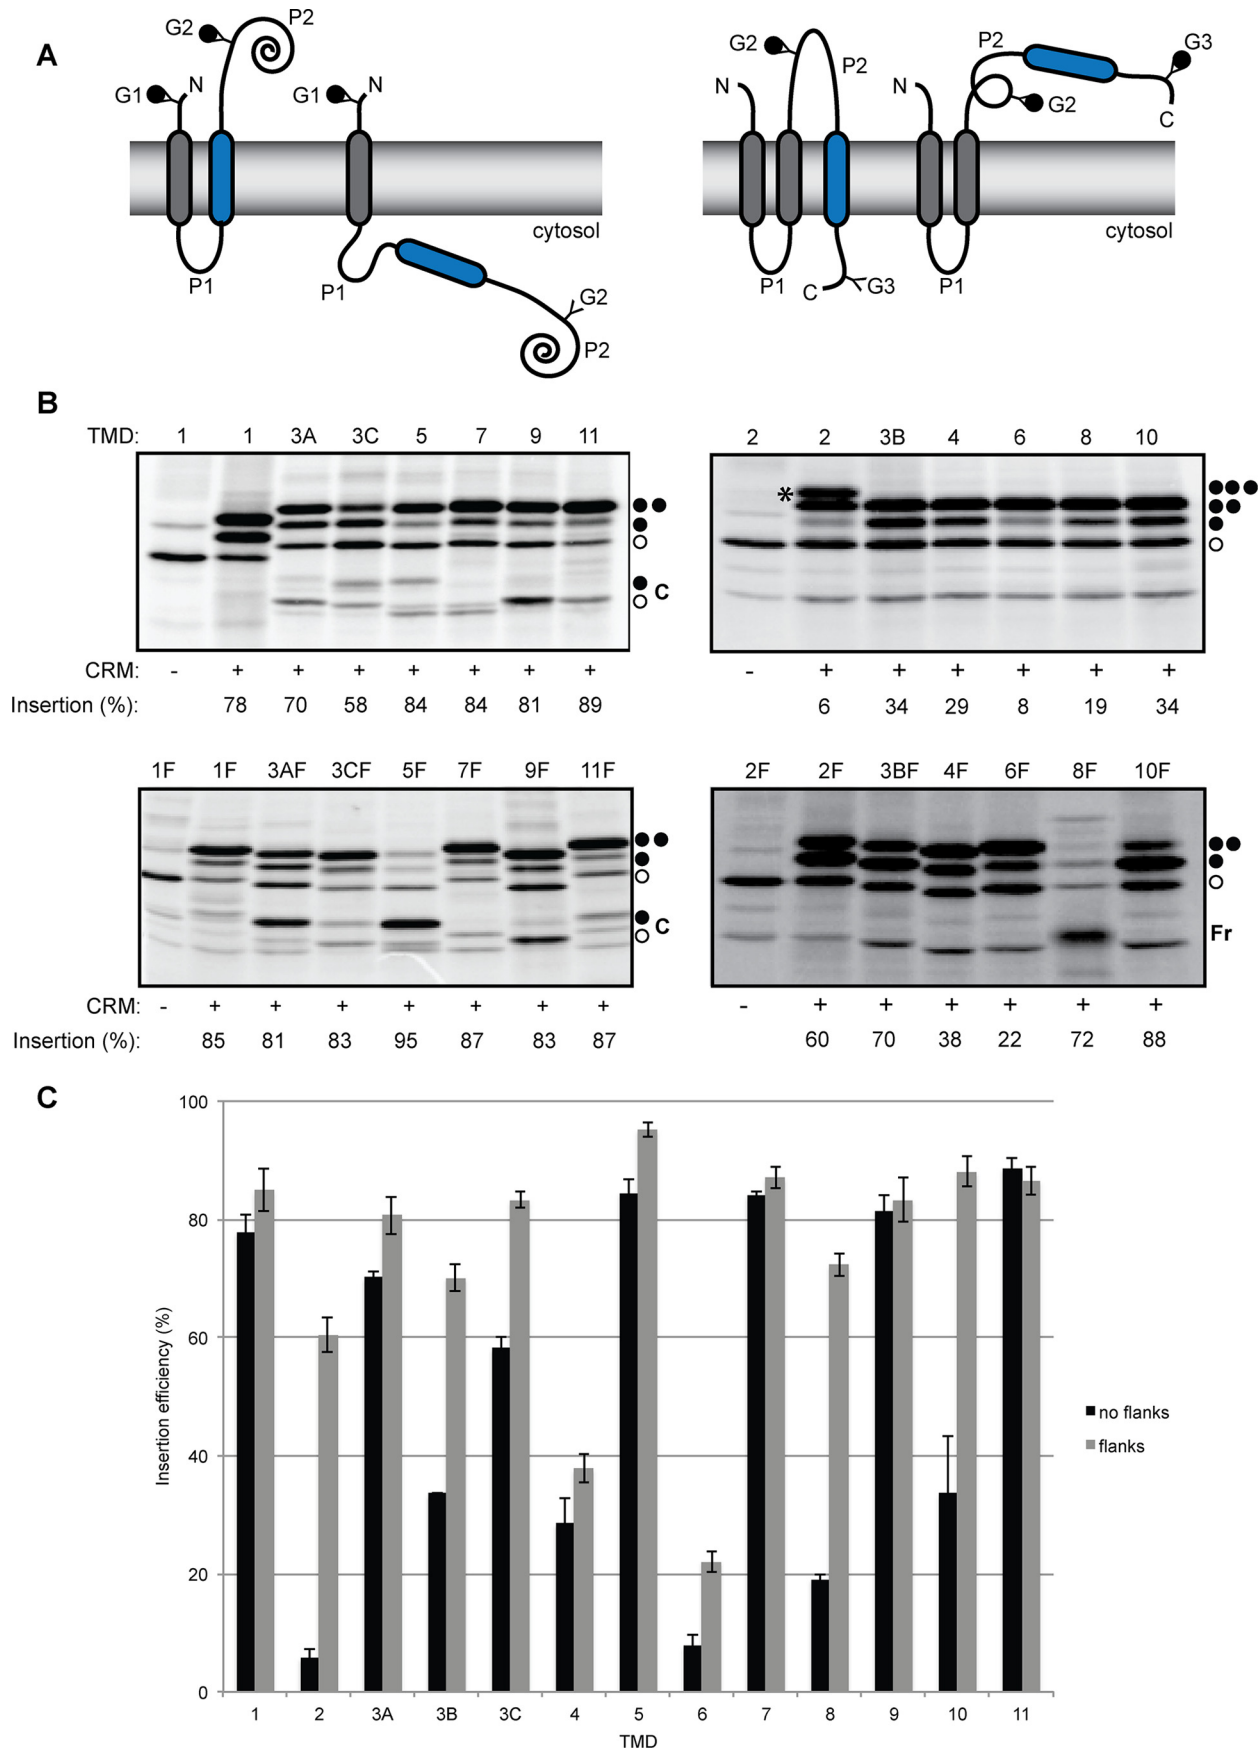 A
G2 P2
G1 N
G1 N
P1
P1
cytosol
G2
P2
G2
P2
N
P2
G3
N
G2
C
cytosol
P1
C G3
P1
B
TMD: 1 1 3A 3C 5 7 9 11
C
CRM: - + + + + + + +
Insertion (%): 78 70 58 84 84 81 89
2 2 3B 4 6 8 10
*
- + + + + + +
6 34 29 8 19 34
1F 1F 3AF 3CF 5F 7F 9F 11F
C
CRM: - + + + + + + +
Insertion (%): 85 81 83 95 87 83 87
2F 2F 3BF 4F 6F 8F 10F
Fr
- + + + + + +
60 70 38 22 72 88
C
100
80
60
40
20
0
Insertion efficiency (%)
1 2 3A 3B 3C 4 5 6 7 8 9 10 11
TMD
no flanks
flanks